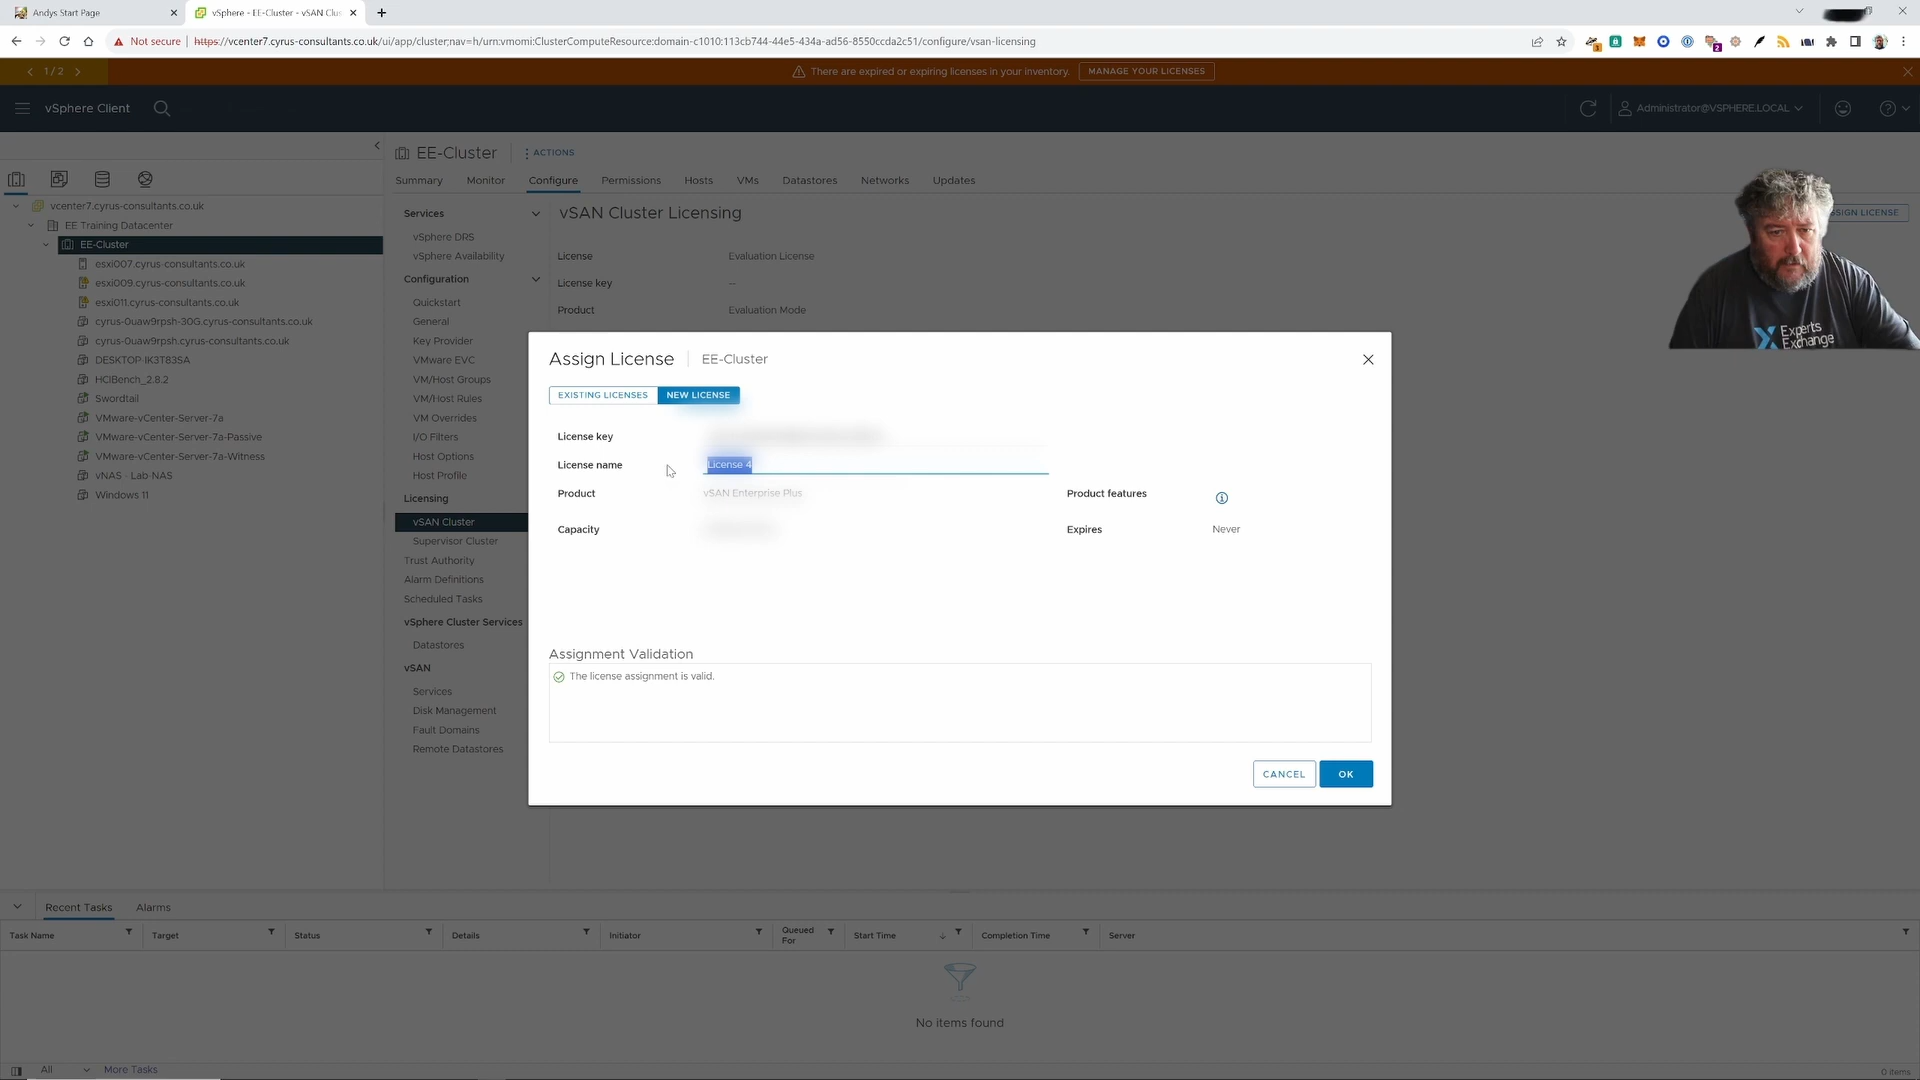 Andys Start Page
vSphere - EE-Cluster - vSAN Clus
Not secure
https://vcenter7.cyrus-consultants.co.uk/ui/app/cluster;nav=h/urn:vmomi:ClusterComputeResource:domain-c1010:113cb744-44e5-434a-ad56-8550ccda2c51/configure/vsan-licensing
1 / 2
There are expired or expiring licenses in your inventory.
MANAGE YOUR LICENSES
vSphere Client
Administrator@VSPHERE.LOCAL
vcenter7.cyrus-consultants.co.uk
EE Training Datacenter
EE-Cluster
esxi007.cyrus-consultants.co.uk
esxi009.cyrus-consultants.co.uk
esxi011.cyrus-consultants.co.uk
cyrus-0uaw9rpsh-30G.cyrus-consultants.co.uk
cyrus-0uaw9rpsh.cyrus-consultants.co.uk
DESKTOP-IK3T83SA
HCIBench_2.8.2
Swordtail
VMware-vCenter-Server-7a
VMware-vCenter-Server-7a-Passive
VMware-vCenter-Server-7a-Witness
vNAS - Lab-NAS
Windows 11
EE-Cluster
ACTIONS
Summary Monitor Configure Permissions Hosts VMs Datastores Networks Updates
Services
vSphere DRS
vSphere Availability
Configuration
Quickstart
General
Key Provider
VMware EVC
VM/Host Groups
VM/Host Rules
VM Overrides
I/O Filters
Host Options
Host Profile
Licensing
vSAN Cluster
Supervisor Cluster
Trust Authority
Alarm Definitions
Scheduled Tasks
vSphere Cluster Services
Datastores
vSAN
Services
Disk Management
Fault Domains
Remote Datastores
vSAN Cluster Licensing
License Evaluation License
License key --
Product Evaluation Mode
SSIGN LICENSE
Experts
Exchange
Assign License EE-Cluster
EXISTING LICENSES NEW LICENSE
License key
License name License 4
Product vSAN Enterprise Plus Product features
Capacity Expires Never
Assignment Validation
The license assignment is valid.
CANCEL OK
Recent Tasks Alarms
Task Name Target Status Details Initiator Queued For Start Time Completion Time Server
No items found
All More Tasks
0 items